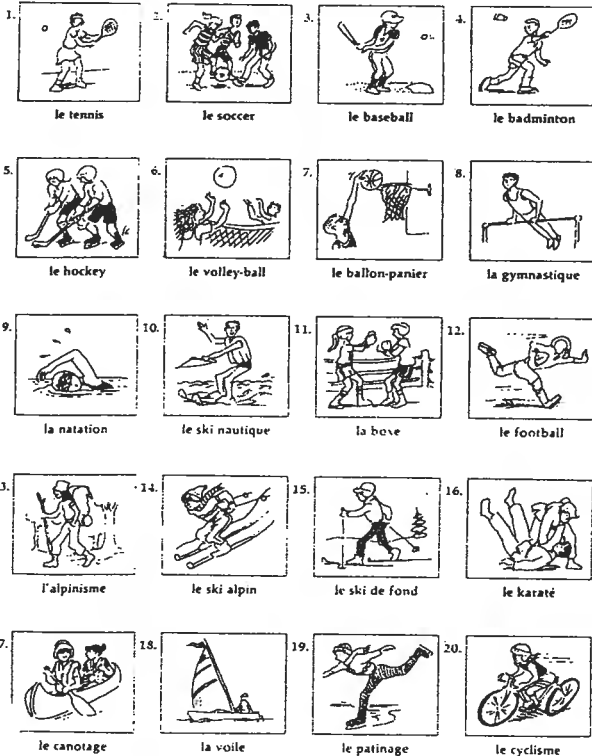 1. 2. 3. 4.
le tennis le soccer le baseball le badminton
5. 6. 7. 8.
le hockey le volley-ball le ballon-panier la gymnastique
9. 10. 11. 12.
la natation le ski nautique la boxe le football
3. 14. 15. 16.
l'alpinisme le ski alpin le ski de fond le karaté
7. 18. 19. 20.
le canotage la voile le patinage le cyclisme